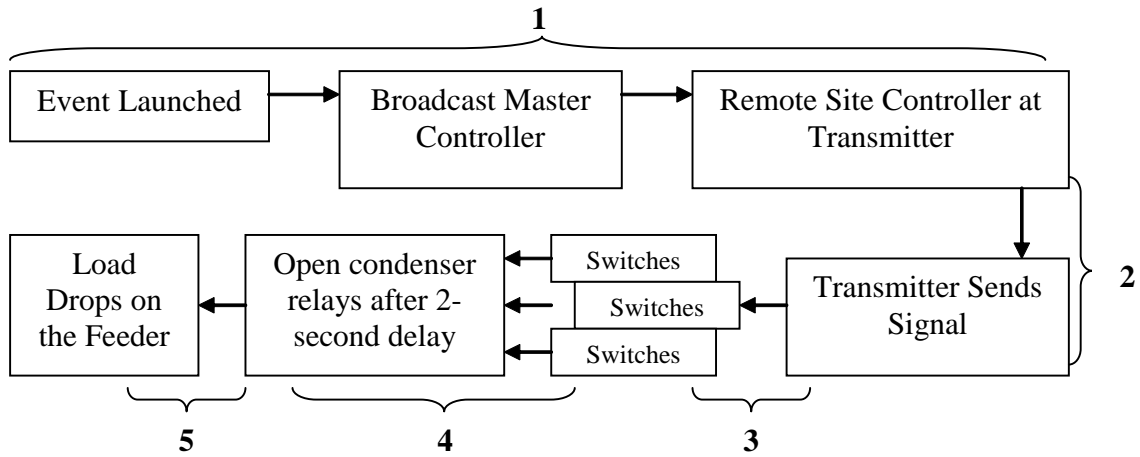 1
Event Launched
Broadcast Master
Controller
Remote Site Controller at
Transmitter
2
Load
Drops on
the Feeder
Open condenser
relays after 2-
second delay
Switches
Switches
Switches
Transmitter Sends
Signal
5
4
3